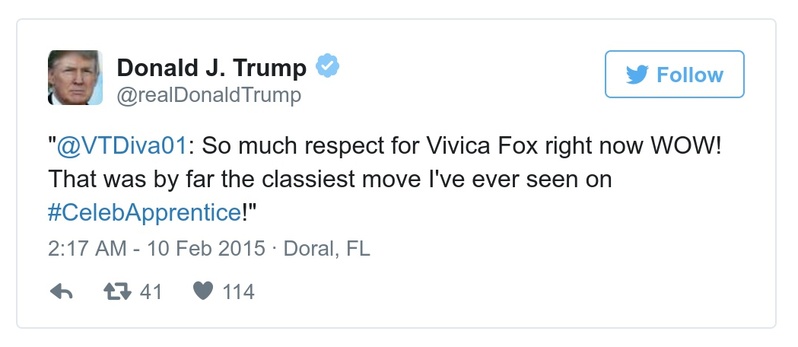 Donald J. Trump
@realDonaldTrump
Follow
"@VTDiva01: So much respect for Vivica Fox right now WOW!
That was by far the classiest move I've ever seen on
#CelebApprentice!"
2:17 AM - 10 Feb 2015 · Doral, FL
41 114